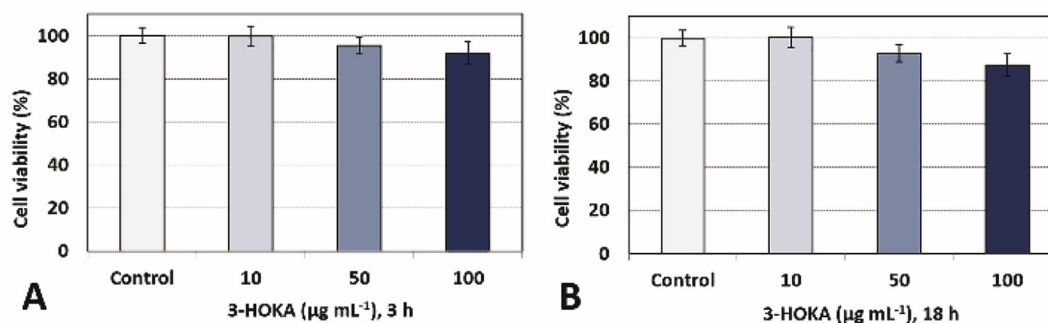 Cell viability (%)
100
80
60
40
20
0
Control 10 50 100
3-HOKA (µg mL⁻¹), 3 h
A
Cell viability (%)
100
80
60
40
20
0
Control 10 50 100
3-HOKA (µg mL⁻¹), 18 h
B